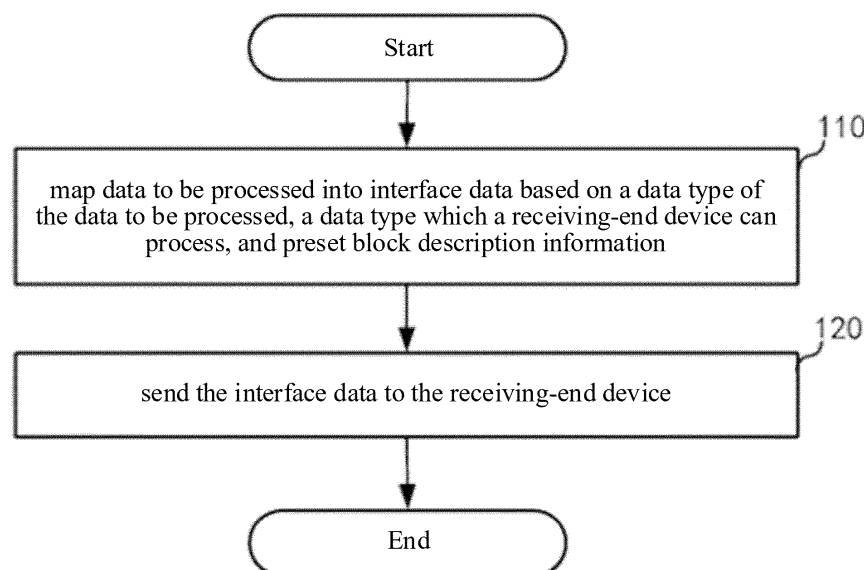 Start
110
map data to be processed into interface data based on a data type of
the data to be processed, a data type which a receiving-end device can
process, and preset block description information
120
send the interface data to the receiving-end device
End